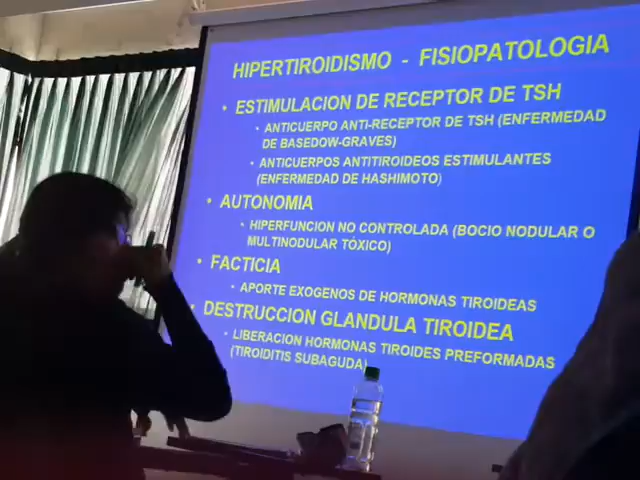 HIPERTIROIDISMO - FISIOPATOLOGIA
• ESTIMULACION DE RECEPTOR DE TSH
• ANTICUERPO ANTI-RECEPTOR DE TSH (ENFERMEDAD
DE BASEDOW-GRAVES)
• ANTICUERPOS ANTITIROIDEOS ESTIMULANTES
(ENFERMEDAD DE HASHIMOTO)
• AUTONOMIA
• HIPERFUNCION NO CONTROLADA (BOCIO NODULAR O
MULTINODULAR TÓXICO)
• FACTICIA
• APORTE EXOGENOS DE HORMONAS TIROIDEAS
• DESTRUCCION GLANDULA TIROIDEA
• LIBERACION HORMONAS TIROIDES PREFORMADAS
(TIROIDITIS SUBAGUDA)